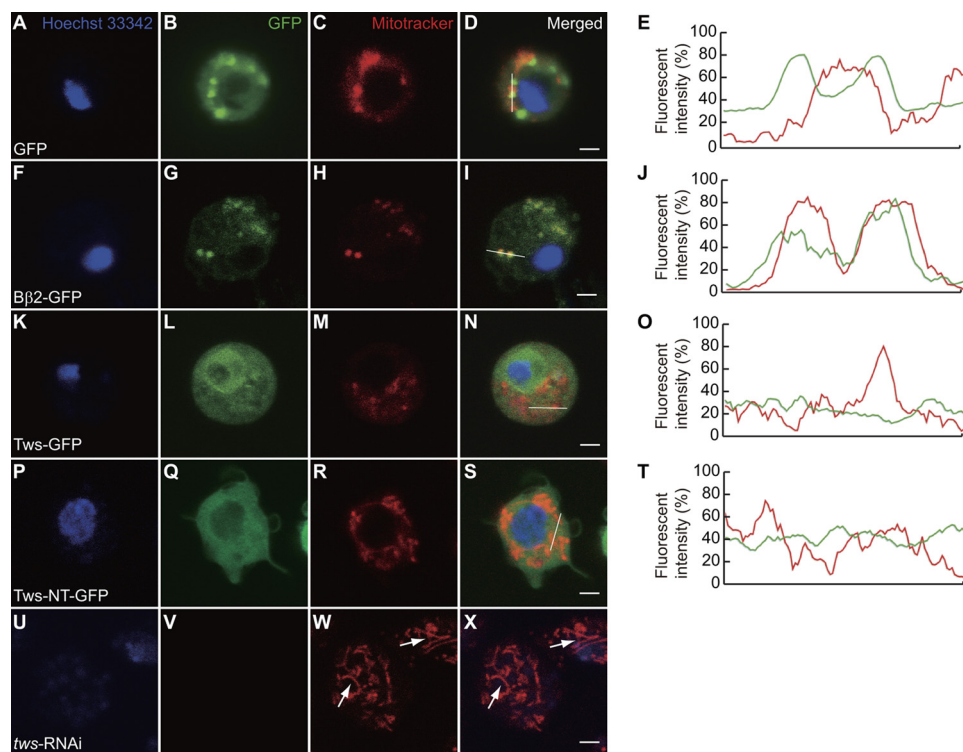 A Hoechst 33342 B GFP C Mitotracker D Merged E
GFP
Fluorescent
intensity (%)
100
80
60
40
20
0
F G H I J
Bβ2-GFP
Fluorescent
intensity (%)
100
80
60
40
20
0
K L M N O
Tws-GFP
Fluorescent
intensity (%)
100
80
60
40
20
0
P Q R S T
Tws-NT-GFP
Fluorescent
intensity (%)
100
80
60
40
20
0
U V W X
tws-RNAi